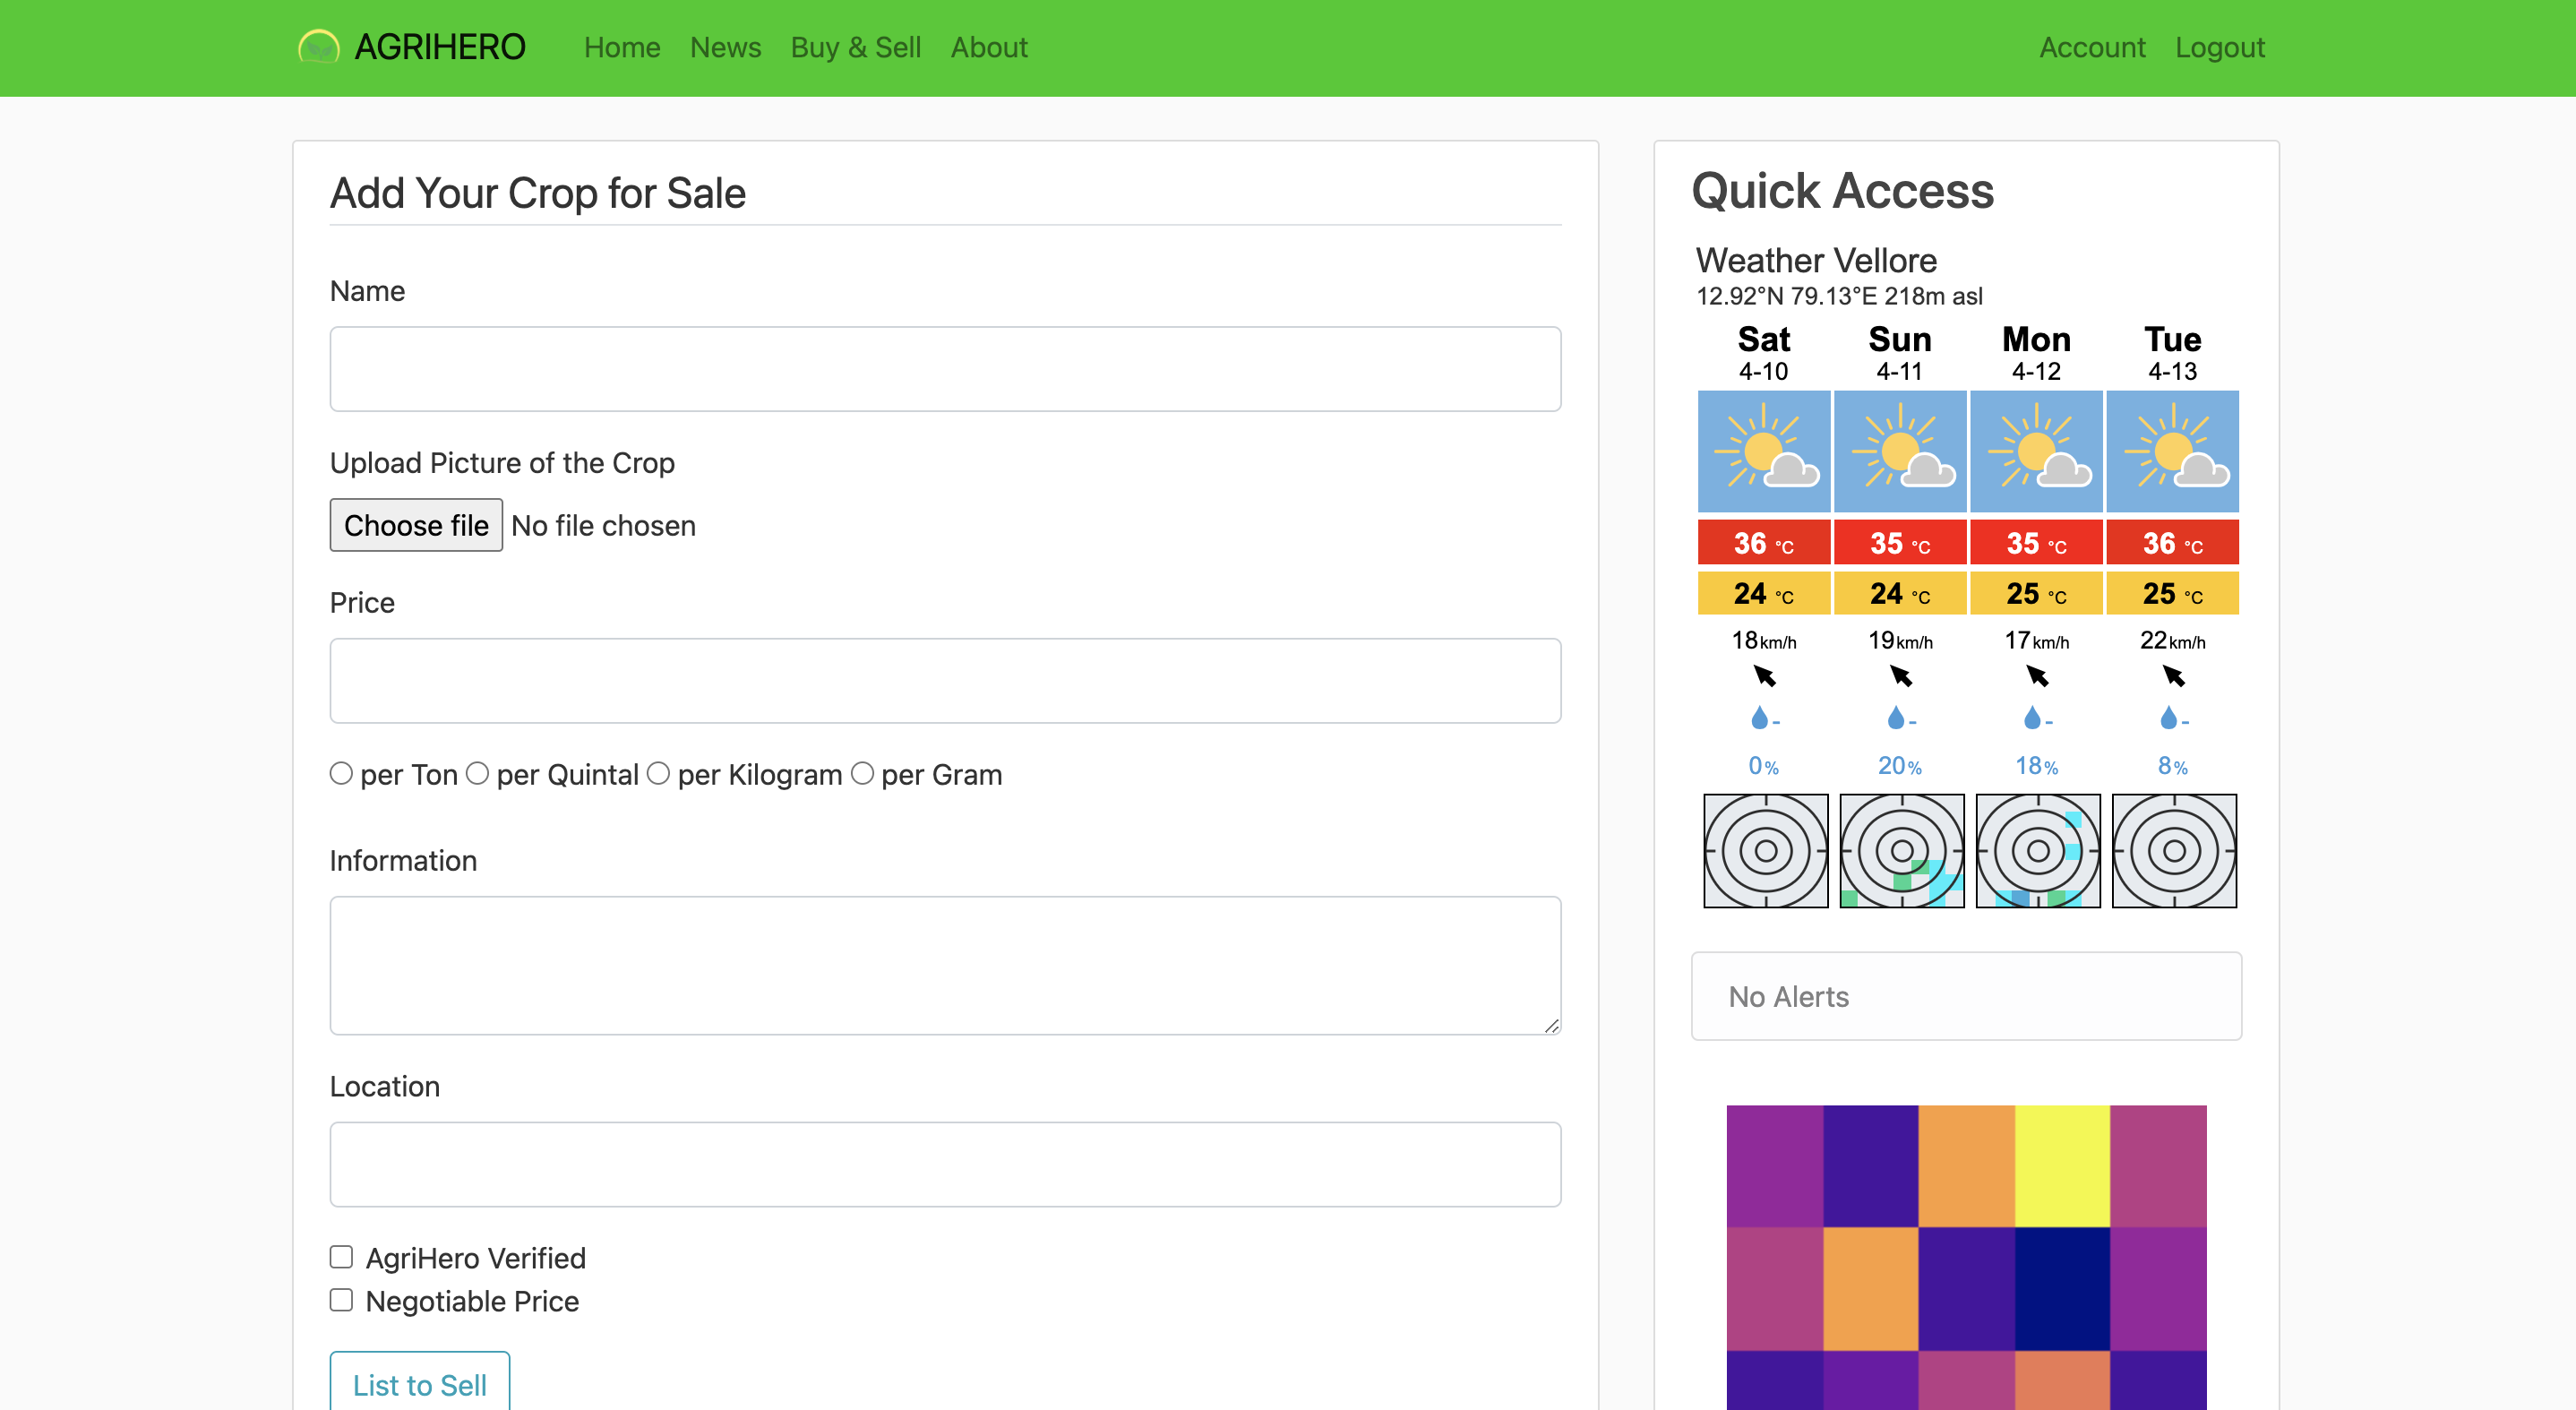 AGRIHERO Home News Buy & Sell About Account Logout
Add Your Crop for Sale
Name
Upload Picture of the Crop
Choose file No file chosen
Price
per Ton per Quintal per Kilogram per Gram
Information
Location
AgriHero Verified
Negotiable Price
List to Sell
Quick Access
Weather Vellore
12.92°N 79.13°E 218m asl
Sat Sun Mon Tue
4-10 4-11 4-12 4-13
36 °C 35 °C 35 °C 36 °C
24 °C 24 °C 25 °C 25 °C
18 km/h 19 km/h 17 km/h 22 km/h
- - - -
0% 20% 18% 8%
No Alerts